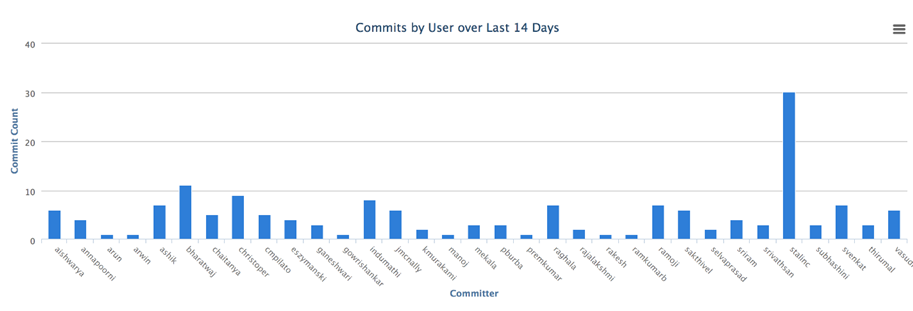 Commits by User over Last 14 Days
40
30
20
10
0
Commit Count
aishwarya
annapoorni
arun
arwin
ashik
bharatwaj
chaitanya
christoper
cmpilato
eszymanski
ganeshwari
gowrishankar
indumathi
jmcnally
kmurakami
manoj
mekala
pbuuba
premkumar
raghala
rajalakshmi
rakesh
ramkumarb
ramoji
sakthivel
selvaprasad
sriram
srivathsan
stalinc
subhashini
svenkat
thirumal
Committer